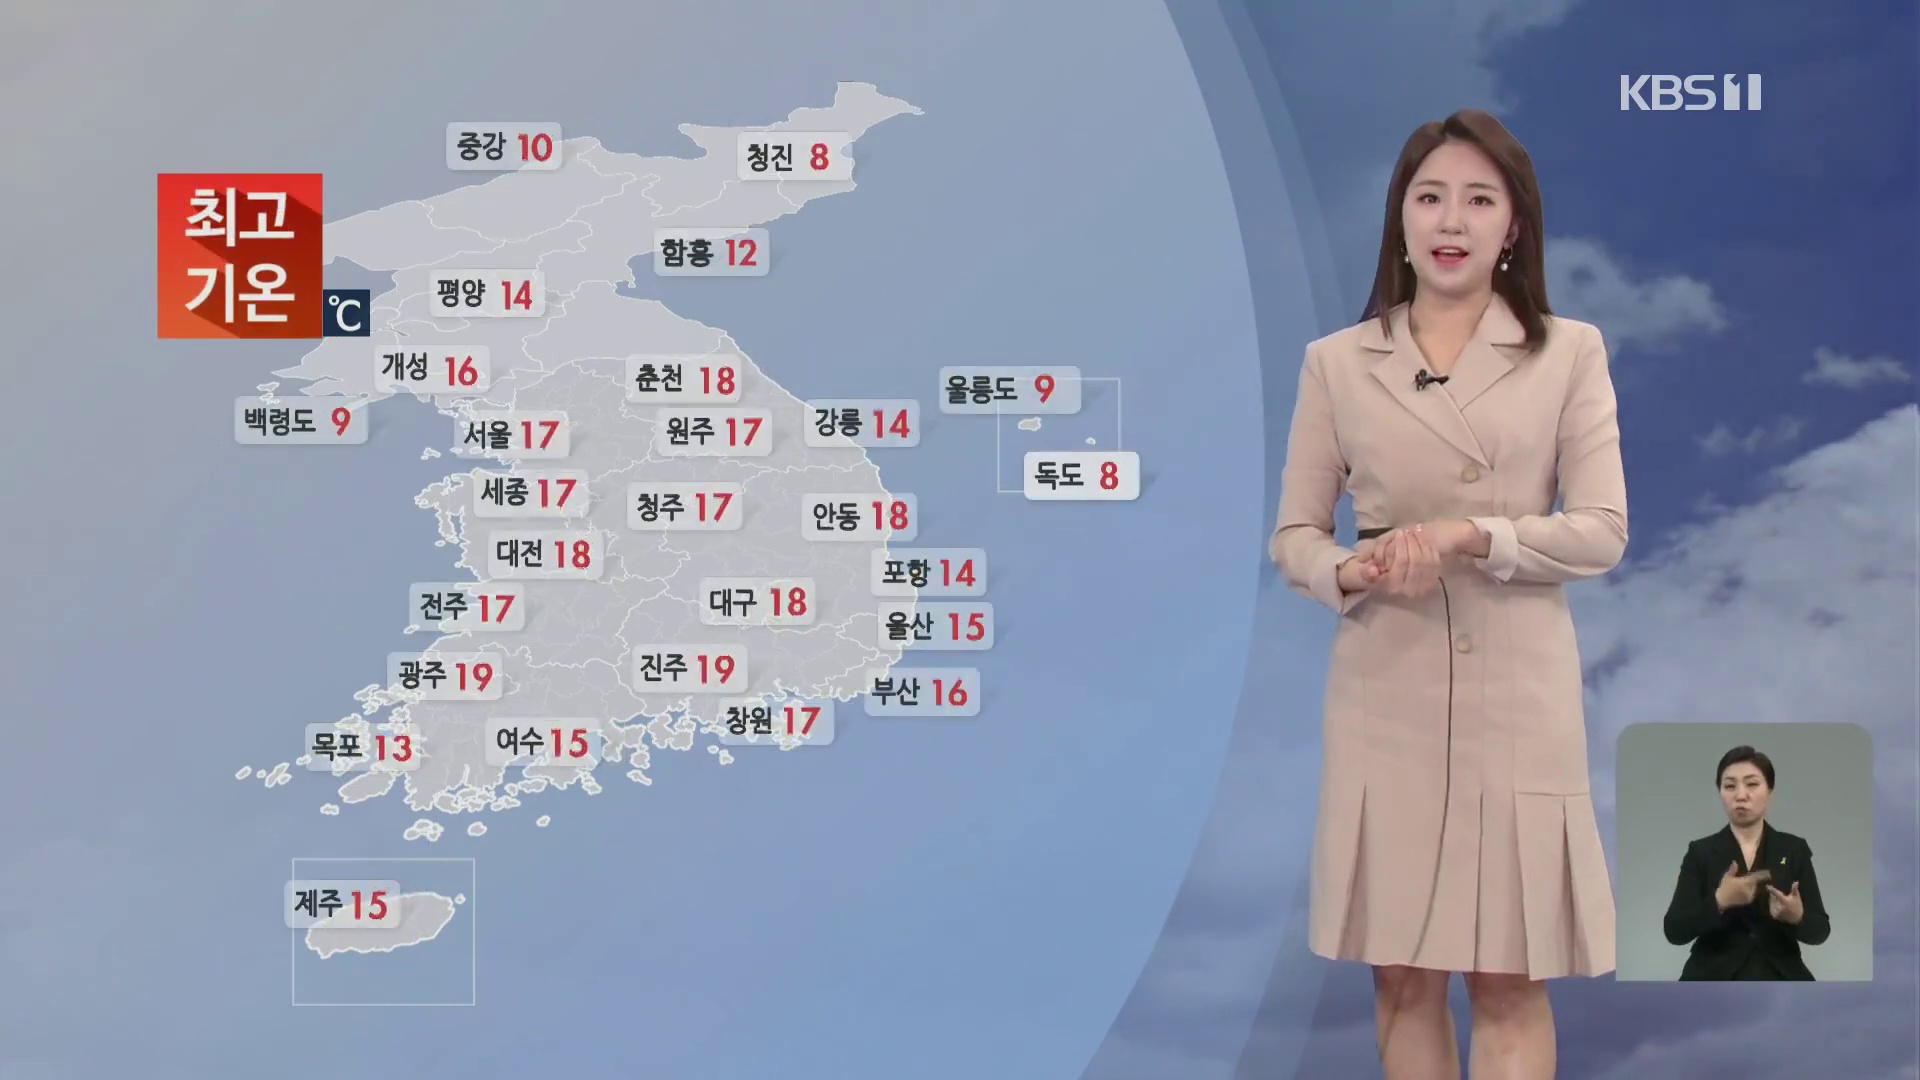 KBS 1
최고
기온
℃
중강 10
청진 8
함흥 12
평양 14
개성 16
춘천 18
백령도 9
서울 17
원주 17
강릉 14
울릉도 9
독도 8
세종 17
청주 17
안동 18
대전 18
포항 14
전주 17
대구 18
울산 15
광주 19
진주 19
부산 16
창원 17
목포 13
여수 15
제주 15